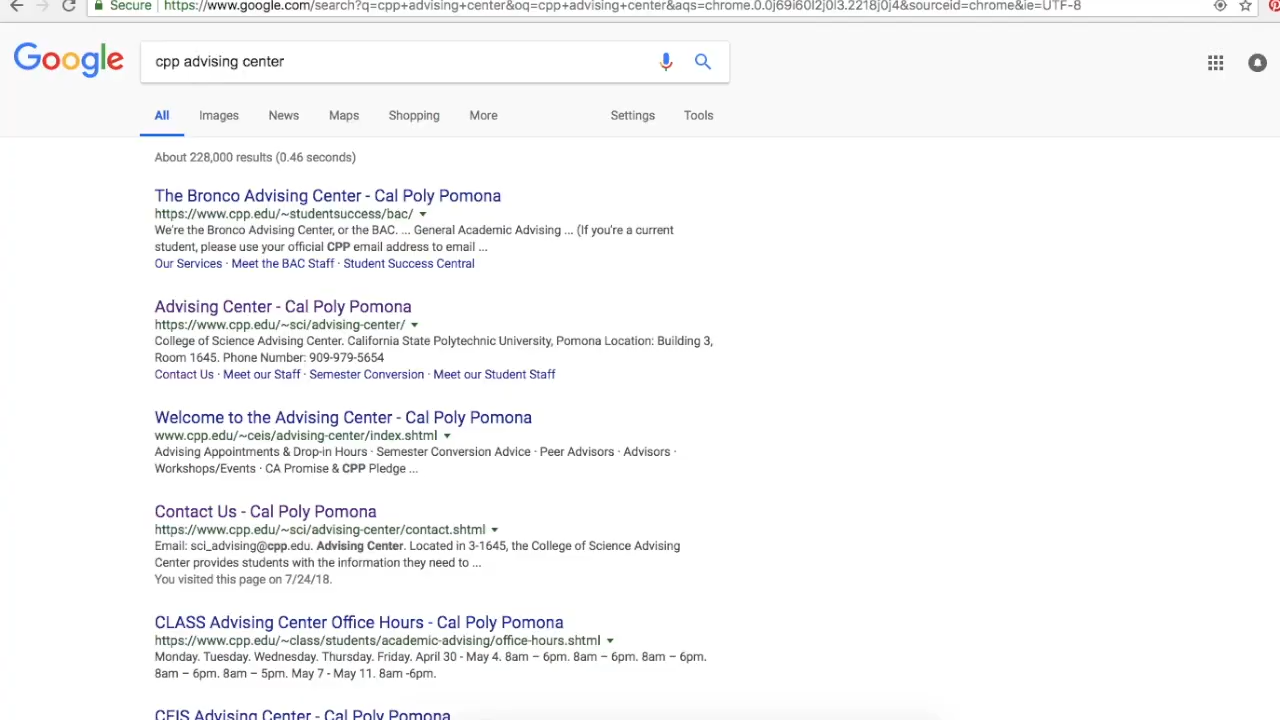 Secure https://www.google.com/search?q=cpp+advising+center&oq=cpp+advising+center&aqs=chrome.0.0j69i60l2j0l3.2218j0j4&sourceid=chrome&ie=UTF-8
Google cpp advising center
All Images News Maps Shopping More Settings Tools
About 228,000 results (0.46 seconds)
The Bronco Advising Center - Cal Poly Pomona
https://www.cpp.edu/~studentsuccess/bac/
We're the Bronco Advising Center, or the BAC. ... General Academic Advising ... (If you're a current
student, please use your official CPP email address to email ...
Our Services · Meet the BAC Staff · Student Success Central
Advising Center - Cal Poly Pomona
https://www.cpp.edu/~sci/advising-center/
College of Science Advising Center. California State Polytechnic University, Pomona Location: Building 3,
Room 1645. Phone Number: 909-979-5654
Contact Us · Meet our Staff · Semester Conversion · Meet our Student Staff
Welcome to the Advising Center - Cal Poly Pomona
www.cpp.edu/~ceis/advising-center/index.shtml
Advising Appointments & Drop-in Hours · Semester Conversion Advice · Peer Advisors · Advisors ·
Workshops/Events · CA Promise & CPP Pledge ...
Contact Us - Cal Poly Pomona
https://www.cpp.edu/~sci/advising-center/contact.shtml
Email: sci_advising@cpp.edu. Advising Center. Located in 3-1645, the College of Science Advising
Center provides students with the information they need to ...
You visited this page on 7/24/18.
CLASS Advising Center Office Hours - Cal Poly Pomona
https://www.cpp.edu/~class/students/academic-advising/office-hours.shtml
Monday. Tuesday. Wednesday. Thursday. Friday. April 30 - May 4. 8am – 6pm. 8am – 6pm. 8am – 6pm.
8am – 6pm. 8am – 5pm. May 7 - May 11. 8am -6pm.
CEIS Advising Center - Cal Poly Pomona